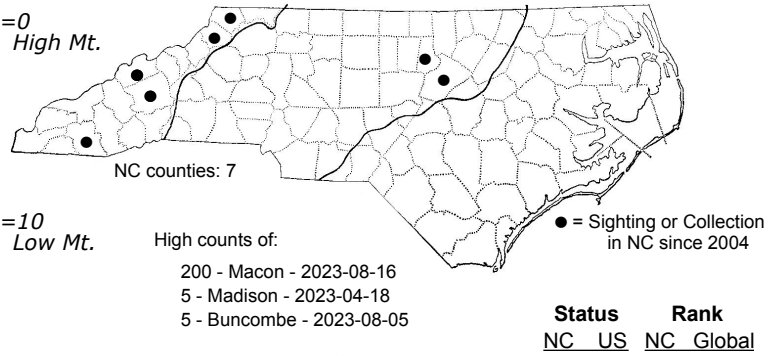 =0
High Mt.
NC counties: 7
=10
Low Mt.
High counts of:
200 - Macon - 2023-08-16
5 - Madison - 2023-04-18
5 - Buncombe - 2023-08-05
● = Sighting or Collection
in NC since 2004
Status Rank
NC US NC Global